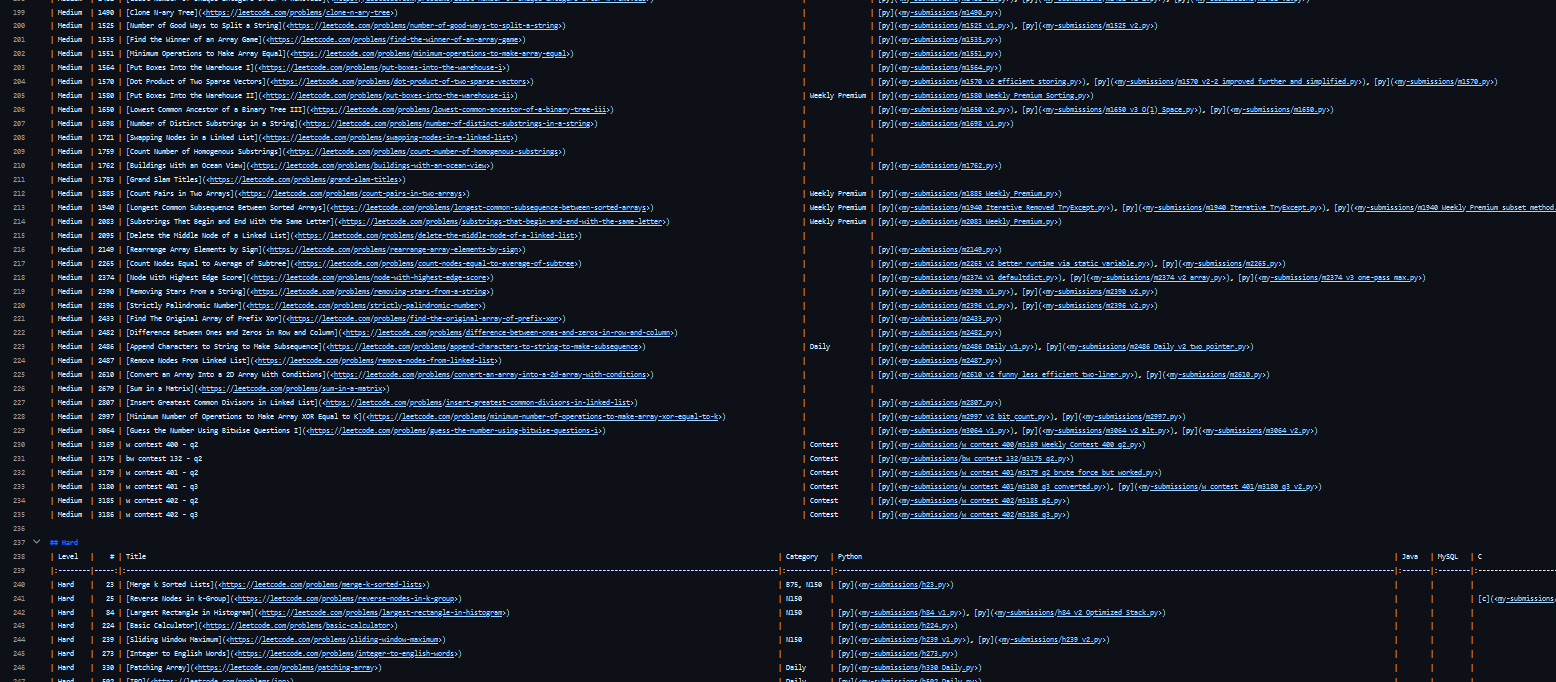 199 | Medium | 1490 | [Clone N-ary Tree](<https://leetcode.com/problems/clone-n-ary-tree>) | | [py](<my-submissions/m1490.py>)
200 | Medium | 1525 | [Number of Good Ways to Split a String](<https://leetcode.com/problems/number-of-good-ways-to-split-a-string>) | | [py](<my-submissions/m1525 v1.py>), [py](<my-submissions/m1525 v2.py>)
201 | Medium | 1535 | [Find the Winner of an Array Game](<https://leetcode.com/problems/find-the-winner-of-an-array-game>) | | [py](<my-submissions/m1535.py>)
202 | Medium | 1551 | [Minimum Operations to Make Array Equal](<https://leetcode.com/problems/minimum-operations-to-make-array-equal>) | | [py](<my-submissions/m1551.py>)
203 | Medium | 1564 | [Put Boxes Into the Warehouse I](<https://leetcode.com/problems/put-boxes-into-the-warehouse-i>) | | [py](<my-submissions/m1564.py>)
204 | Medium | 1570 | [Dot Product of Two Sparse Vectors](<https://leetcode.com/problems/dot-product-of-two-sparse-vectors>) | | [py](<my-submissions/m1570 v2 efficient storing.py>), [py](<my-submissions/m1570 v2-2 improved further and simplified.py>), [py](<my-submissions/m1570.py>)
205 | Medium | 1580 | [Put Boxes Into the Warehouse II](<https://leetcode.com/problems/put-boxes-into-the-warehouse-ii>) | Weekly Premium | [py](<my-submissions/m1580 Weekly Premium Sorting.py>)
206 | Medium | 1650 | [Lowest Common Ancestor of a Binary Tree III](<https://leetcode.com/problems/lowest-common-ancestor-of-a-binary-tree-iii>) | | [py](<my-submissions/m1650 v2.py>), [py](<my-submissions/m1650 v3 O(1) Space.py>), [py](<my-submissions/m1650.py>)
207 | Medium | 1698 | [Number of Distinct Substrings in a String](<https://leetcode.com/problems/number-of-distinct-substrings-in-a-string>) | | [py](<my-submissions/m1698 v1.py>)
208 | Medium | 1721 | [Swapping Nodes in a Linked List](<https://leetcode.com/problems/swapping-nodes-in-a-linked-list>) | |
209 | Medium | 1759 | [Count Number of Homogenous Substrings](<https://leetcode.com/problems/count-number-of-homogenous-substrings>) | |
210 | Medium | 1762 | [Buildings With an Ocean View](<https://leetcode.com/problems/buildings-with-an-ocean-view>) | | [py](<my-submissions/m1762.py>)
211 | Medium | 1783 | [Grand Slam Titles](<https://leetcode.com/problems/grand-slam-titles>) | |
212 | Medium | 1885 | [Count Pairs in Two Arrays](<https://leetcode.com/problems/count-pairs-in-two-arrays>) | Weekly Premium | [py](<my-submissions/m1885 Weekly Premium.py>)
213 | Medium | 1940 | [Longest Common Subsequence Between Sorted Arrays](<https://leetcode.com/problems/longest-common-subsequence-between-sorted-arrays>) | Weekly Premium | [py](<my-submissions/m1940 Iterative Removed TryExcept.py>), [py](<my-submissions/m1940 Iterative TryExcept.py>), [py](<my-submissions/m1940 Weekly Premium subset method.
214 | Medium | 2083 | [Substrings That Begin and End With the Same Letter](<https://leetcode.com/problems/substrings-that-begin-and-end-with-the-same-letter>) | Weekly Premium | [py](<my-submissions/m2083 Weekly Premium.py>)
215 | Medium | 2095 | [Delete the Middle Node of a Linked List](<https://leetcode.com/problems/delete-the-middle-node-of-a-linked-list>) | |
216 | Medium | 2149 | [Rearrange Array Elements by Sign](<https://leetcode.com/problems/rearrange-array-elements-by-sign>) | | [py](<my-submissions/m2149.py>)
217 | Medium | 2265 | [Count Nodes Equal to Average of Subtree](<https://leetcode.com/problems/count-nodes-equal-to-average-of-subtree>) | | [py](<my-submissions/m2265 v2 better runtime via static variable.py>), [py](<my-submissions/m2265.py>)
218 | Medium | 2374 | [Node With Highest Edge Score](<https://leetcode.com/problems/node-with-highest-edge-score>) | | [py](<my-submissions/m2374 v1 defaultdict.py>), [py](<my-submissions/m2374 v2 array.py>), [py](<my-submissions/m2374 v3 one-pass max.py>)
219 | Medium | 2390 | [Removing Stars From a String](<https://leetcode.com/problems/removing-stars-from-a-string>) | | [py](<my-submissions/m2390 v1.py>), [py](<my-submissions/m2390 v2.py>)
220 | Medium | 2396 | [Strictly Palindromic Number](<https://leetcode.com/problems/strictly-palindromic-number>) | | [py](<my-submissions/m2396 v1.py>), [py](<my-submissions/m2396 v2.py>)
221 | Medium | 2433 | [Find The Original Array of Prefix Xor](<https://leetcode.com/problems/find-the-original-array-of-prefix-xor>) | | [py](<my-submissions/m2433.py>)
222 | Medium | 2482 | [Difference Between Ones and Zeros in Row and Column](<https://leetcode.com/problems/difference-between-ones-and-zeros-in-row-and-column>) | | [py](<my-submissions/m2482.py>)
223 | Medium | 2486 | [Append Characters to String to Make Subsequence](<https://leetcode.com/problems/append-characters-to-string-to-make-subsequence>) | Daily | [py](<my-submissions/m2486 Daily v1.py>), [py](<my-submissions/m2486 Daily v2 two pointer.py>)
224 | Medium | 2487 | [Remove Nodes From Linked List](<https://leetcode.com/problems/remove-nodes-from-linked-list>) | | [py](<my-submissions/m2487.py>)
225 | Medium | 2610 | [Convert an Array Into a 2D Array With Conditions](<https://leetcode.com/problems/convert-an-array-into-a-2d-array-with-conditions>) | | [py](<my-submissions/m2610 v2 funny less efficient two-liner.py>), [py](<my-submissions/m2610.py>)
226 | Medium | 2679 | [Sum in a Matrix](<https://leetcode.com/problems/sum-in-a-matrix>) | |
227 | Medium | 2807 | [Insert Greatest Common Divisors in Linked List](<https://leetcode.com/problems/insert-greatest-common-divisors-in-linked-list>) | | [py](<my-submissions/m2807.py>)
228 | Medium | 2997 | [Minimum Number of Operations to Make Array XOR Equal to K](<https://leetcode.com/problems/minimum-number-of-operations-to-make-array-xor-equal-to-k>) | | [py](<my-submissions/m2997 v2 bit count.py>), [py](<my-submissions/m2997.py>)
229 | Medium | 3064 | [Guess the Number Using Bitwise Questions I](<https://leetcode.com/problems/guess-the-number-using-bitwise-questions-i>) | | [py](<my-submissions/m3064 v1.py>), [py](<my-submissions/m3064 v2 alt.py>), [py](<my-submissions/m3064 v2.py>)
230 | Medium | 3169 | w contest 400 - q2 | Contest | [py](<my-submissions/w contest 400/m3169 Weekly Contest 400 q2.py>)
231 | Medium | 3175 | bw contest 132 - q2 | Contest | [py](<my-submissions/bw contest 132/m3175 q2.py>)
232 | Medium | 3179 | w contest 401 - q2 | Contest | [py](<my-submissions/w contest 401/m3179 q2 brute force but worked.py>)
233 | Medium | 3180 | w contest 401 - q3 | Contest | [py](<my-submissions/w contest 401/m3180 q3 converted.py>), [py](<my-submissions/w contest 401/m3180 q3 v2.py>)
234 | Medium | 3185 | w contest 402 - q2 | Contest | [py](<my-submissions/w contest 402/m3185 q2.py>)
235 | Medium | 3186 | w contest 402 - q3 | Contest | [py](<my-submissions/w contest 402/m3186 q3.py>)
236
237 ## Hard
238 | Level | # | Title | Category | Python | Java | MySQL | C
239
240 | Hard | 23 | [Merge k Sorted Lists](<https://leetcode.com/problems/merge-k-sorted-lists>) | B75, N150 | [py](<my-submissions/h23.py>) | | |
241 | Hard | 25 | [Reverse Nodes in k-Group](<https://leetcode.com/problems/reverse-nodes-in-k-group>) | N150 | | | | [c](<my-submissions
242 | Hard | 84 | [Largest Rectangle in Histogram](<https://leetcode.com/problems/largest-rectangle-in-histogram>) | N150 | [py](<my-submissions/h84 v1.py>), [py](<my-submissions/h84 v2 Optimized Stack.py>) | | |
243 | Hard | 224 | [Basic Calculator](<https://leetcode.com/problems/basic-calculator>) | | [py](<my-submissions/h224.py>) | | |
244 | Hard | 239 | [Sliding Window Maximum](<https://leetcode.com/problems/sliding-window-maximum>) | N150 | [py](<my-submissions/h239 v1.py>), [py](<my-submissions/h239 v2.py>) | | |
245 | Hard | 273 | [Integer to English Words](<https://leetcode.com/problems/integer-to-english-words>) | | [py](<my-submissions/h273.py>) | | |
246 | Hard | 330 | [Patching Array](<https://leetcode.com/problems/patching-array>) | Daily | [py](<my-submissions/h330 Daily.py>) | | |